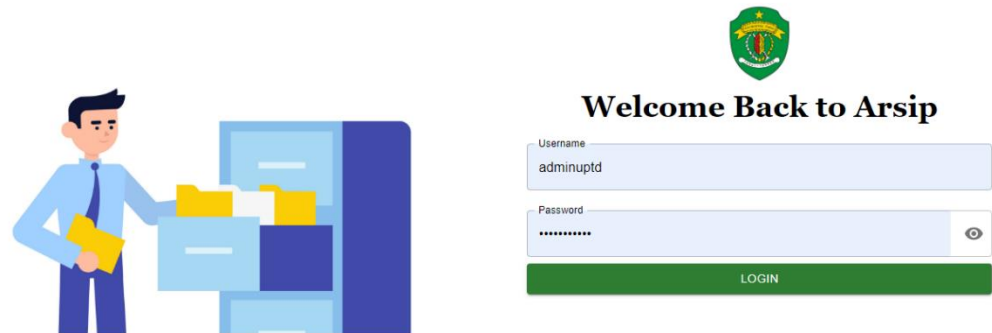 Welcome Back to Arsip
Username
adminuptd
Password
•••••••••••
LOGIN